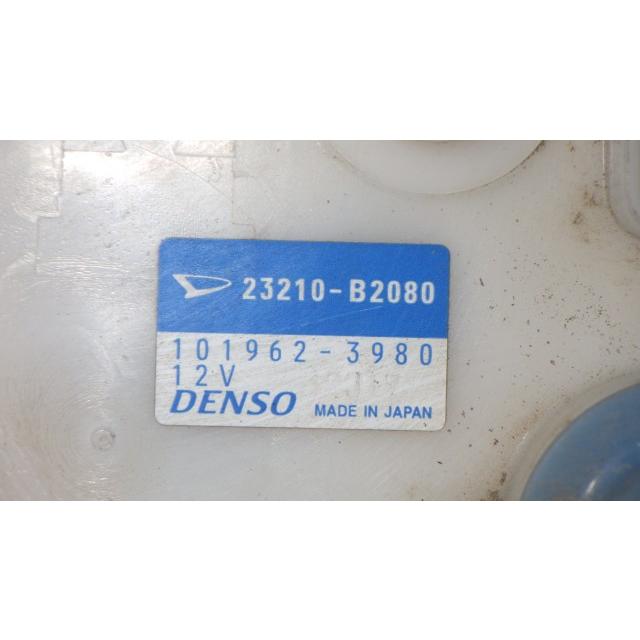 23210-B2080
101962-3980
12V
DENSO MADE IN JAPAN